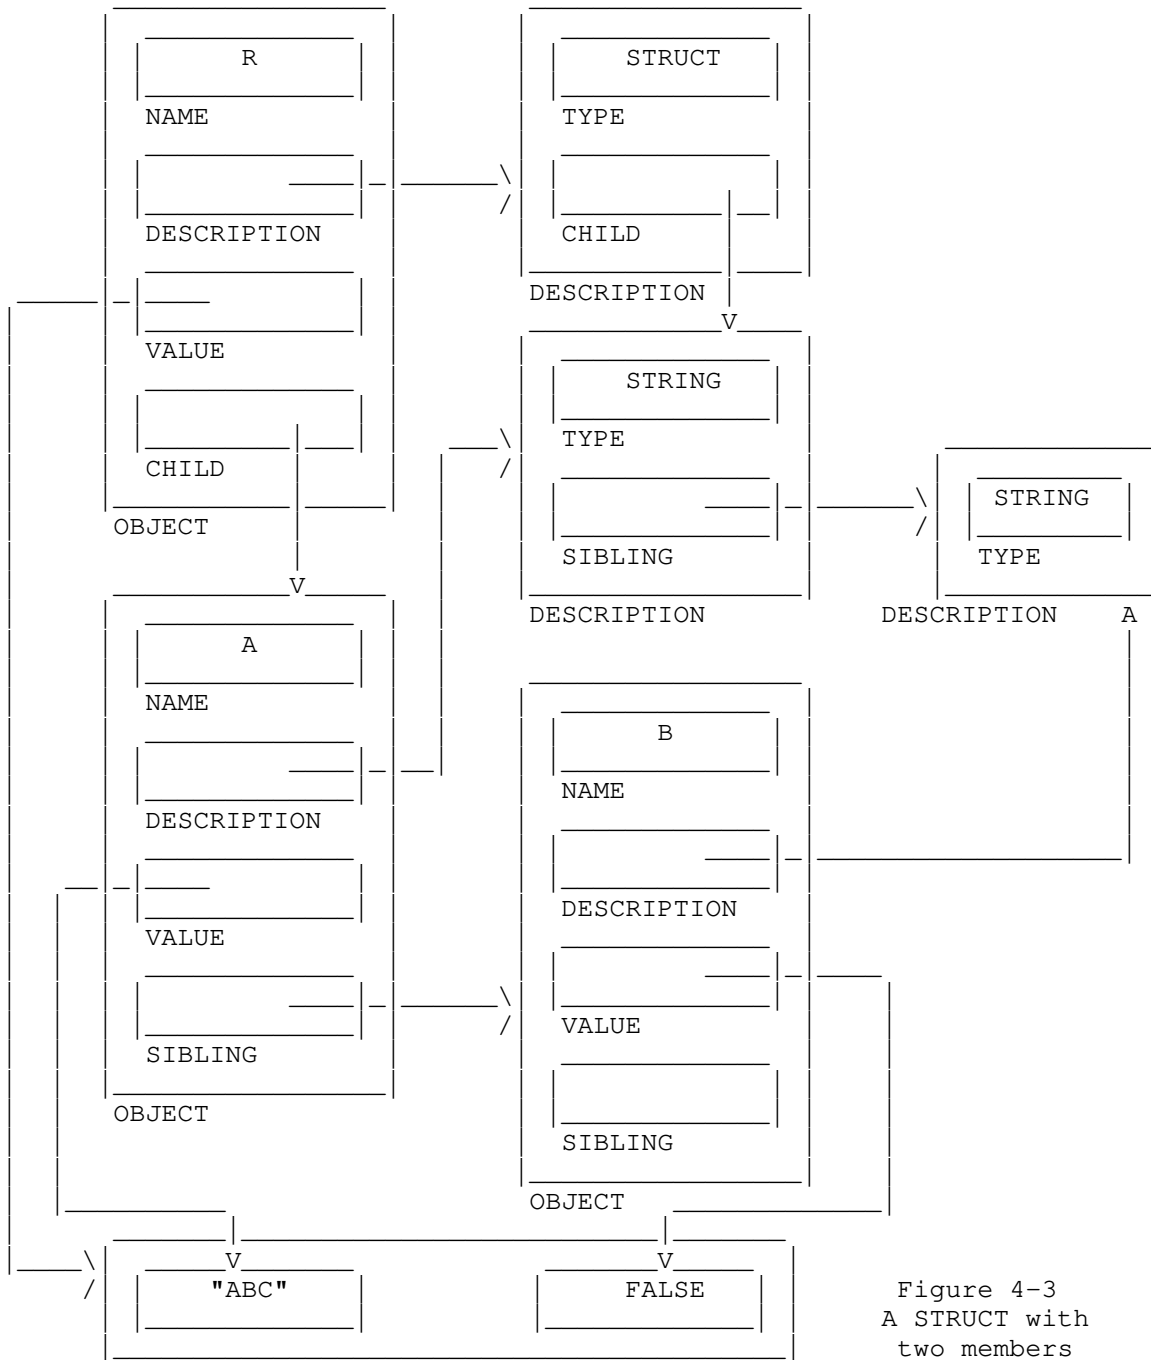 R STRUCT
NAME TYPE
DESCRIPTION CHILD
DESCRIPTION
VALUE
STRING
CHILD TYPE
STRING
OBJECT
SIBLING TYPE
DESCRIPTION DESCRIPTION A
A
NAME
B
NAME
DESCRIPTION
DESCRIPTION
VALUE
VALUE
SIBLING
OBJECT
SIBLING
OBJECT
V
V
V V
"ABC" FALSE
Figure 4-3
A STRUCT with
two members